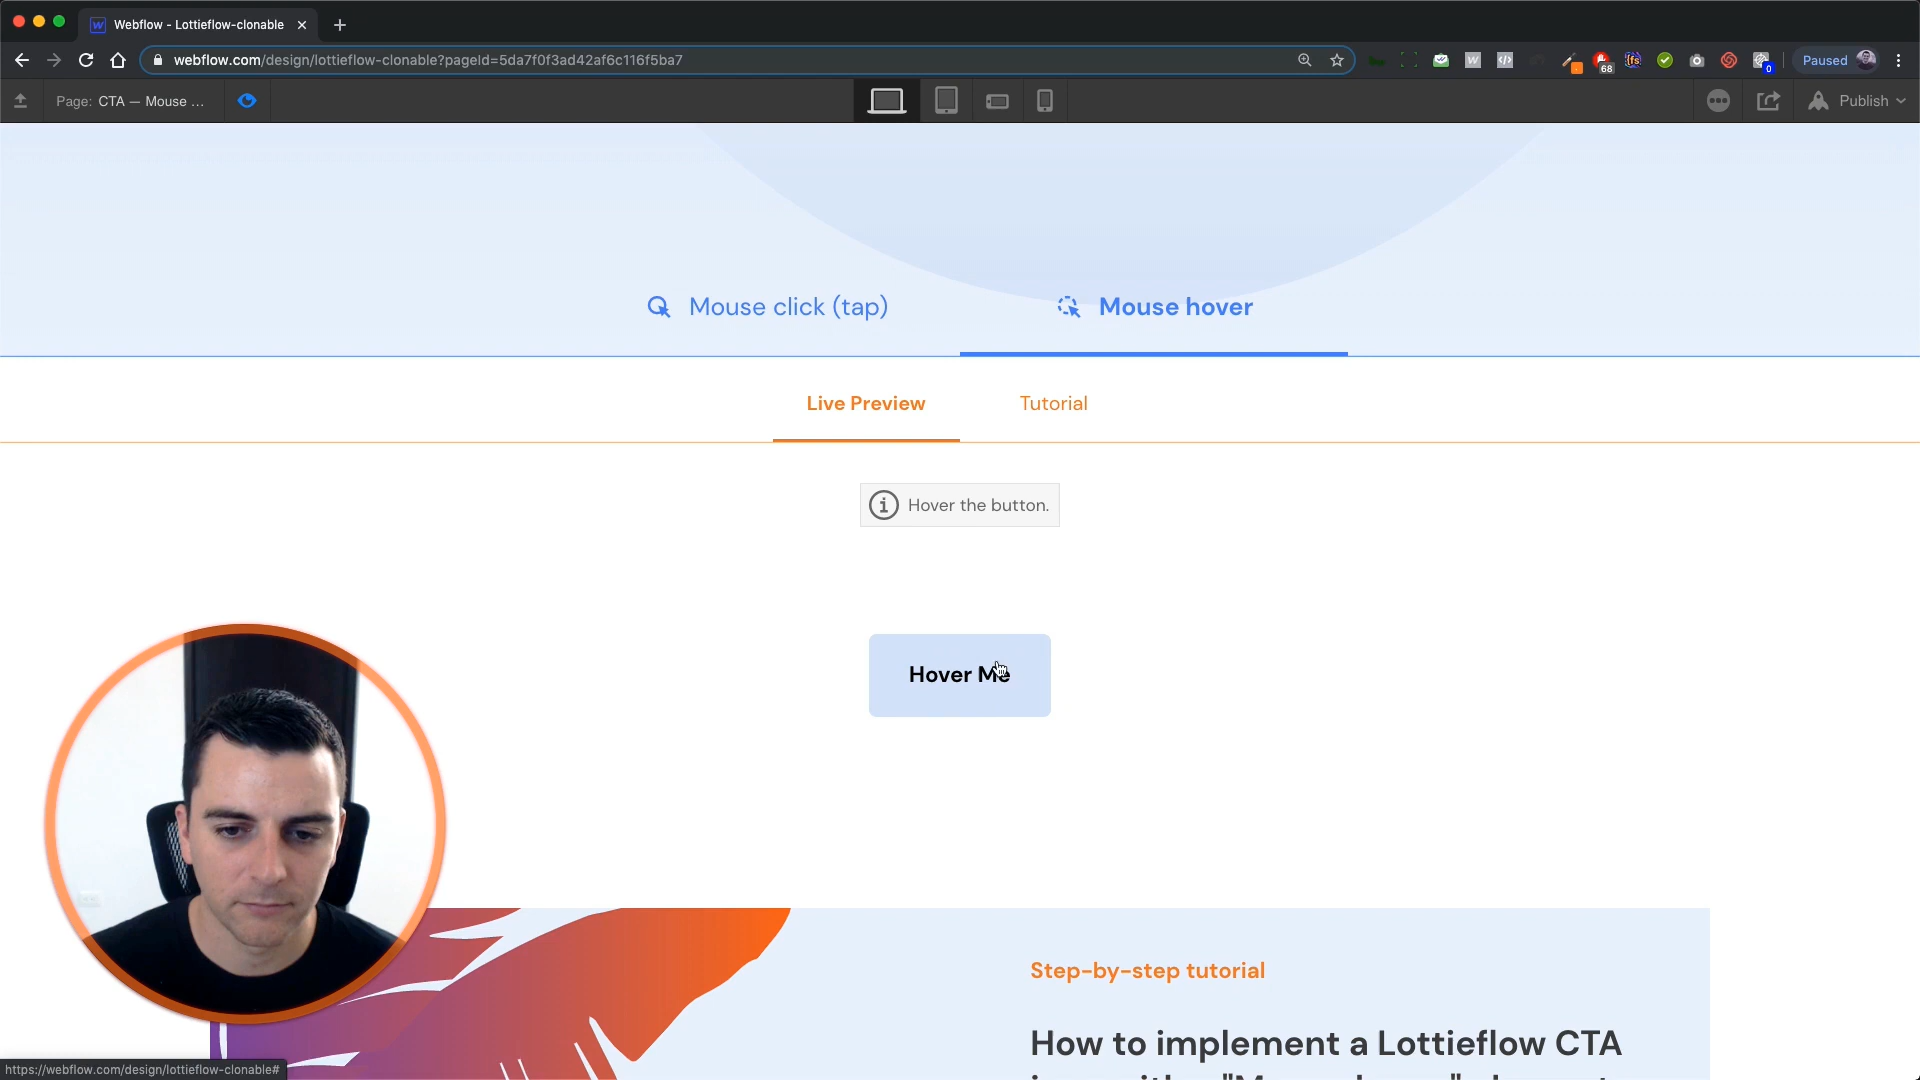 Webflow - Lottieflow-clonable
webflow.com/design/lottieflow-clonable?pageId=5da7f0f3ad42af6c116f5ba7
68
0
Paused
Page: CTA — Mouse ...
Publish
Mouse click (tap)
Mouse hover
Live Preview
Tutorial
Hover the button.
Hover Me
Step-by-step tutorial
How to implement a Lottieflow CTA
https://webflow.com/design/lottieflow-clonable#